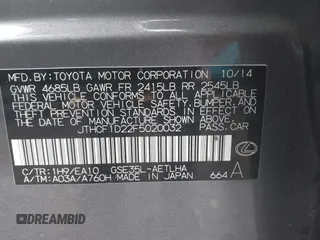 MFD. BY: TOYOTA MOTOR CORPORATION 10/14
GVWR 4685LB GAWR FR 2415LB RR 2545LB
THIS VEHICLE CONFORMS TO ALL APPLICABLE
FEDERAL MOTOR VEHICLE SAFETY, BUMPER, AND
THEFT PREVENTION STANDARDS IN EFFECT ON
THE DATE OF MANUFACTURE SHOWN ABOVE.
JTHCF1D22F5020032 PASS.CAR
C/TR: 1H9/EA10 GSE35L-AETLHA
A/TM: A03A/A760H MADE IN JAPAN 664 A